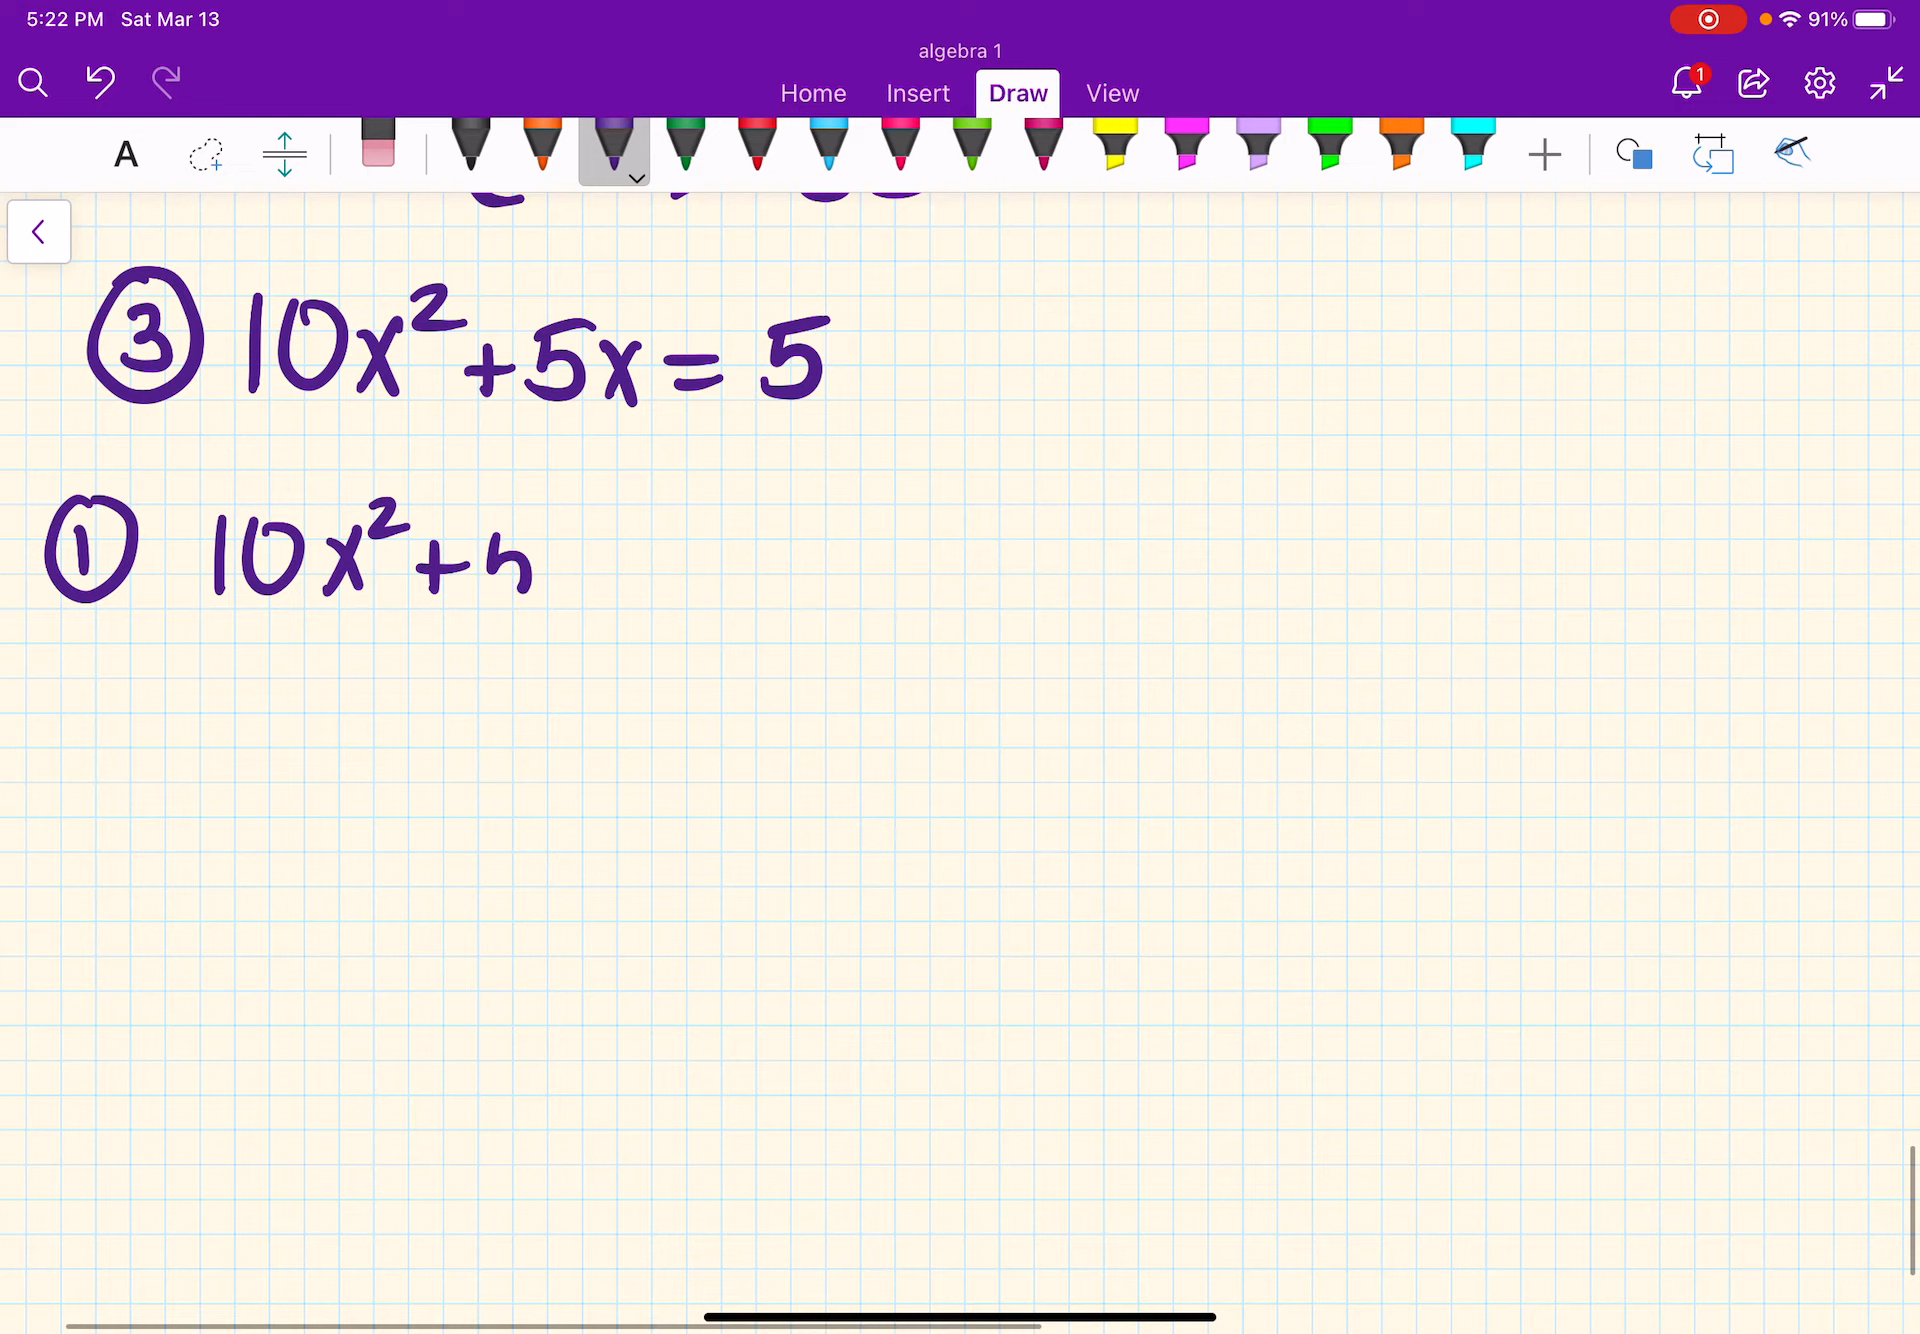 5:22 PM Sat Mar 13
91%
algebra 1
Home Insert Draw View
1
A
③ 10x² + 5x = 5
① 10x² +